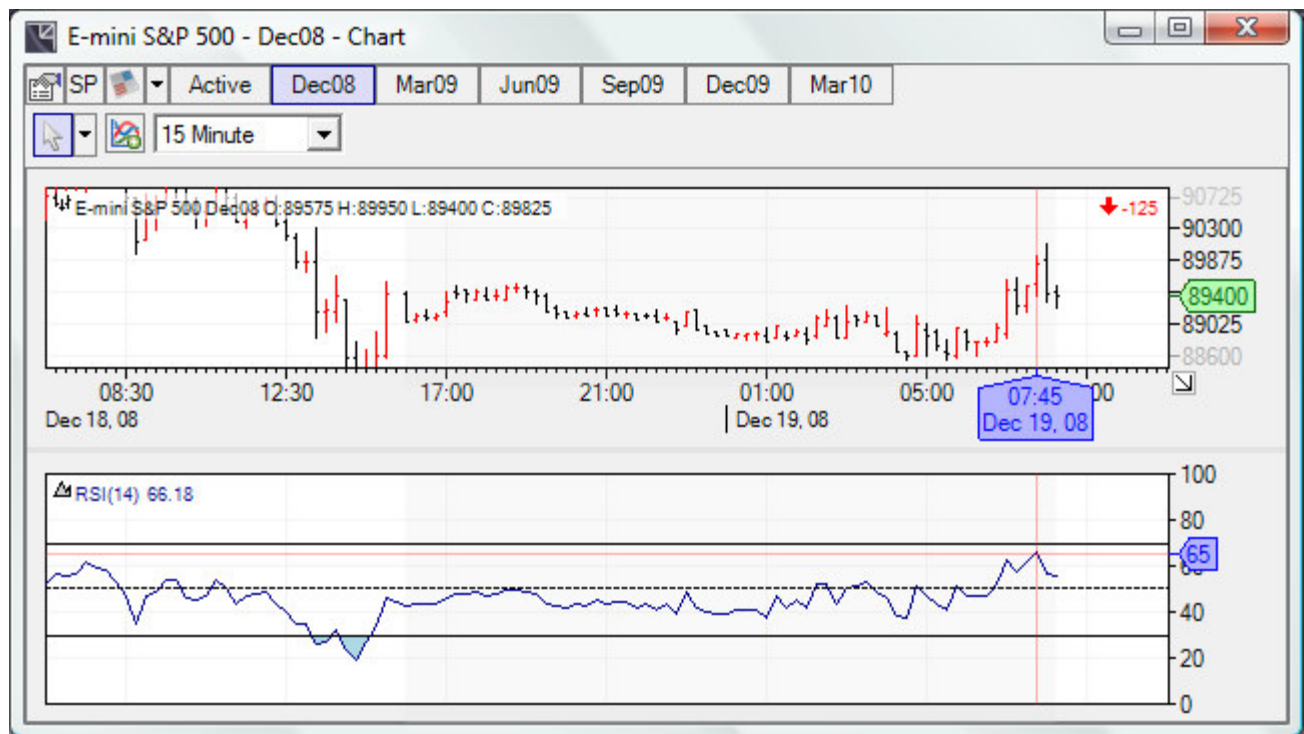 E-mini S&P 500 - Dec08 - Chart
SP Active Dec08 Mar09 Jun09 Sep09 Dec09 Mar10
15 Minute
E-mini S&P 500 Dec08 O:89575 H:89950 L:89400 C:89825
-125
90725
90300
89875
89400
89025
88600
08:30 12:30 17:00 21:00 01:00 05:00 07:45 00
Dec 18, 08 Dec 19, 08 Dec 19, 08
RSI(14) 66.18
100
80
65
40
20
0